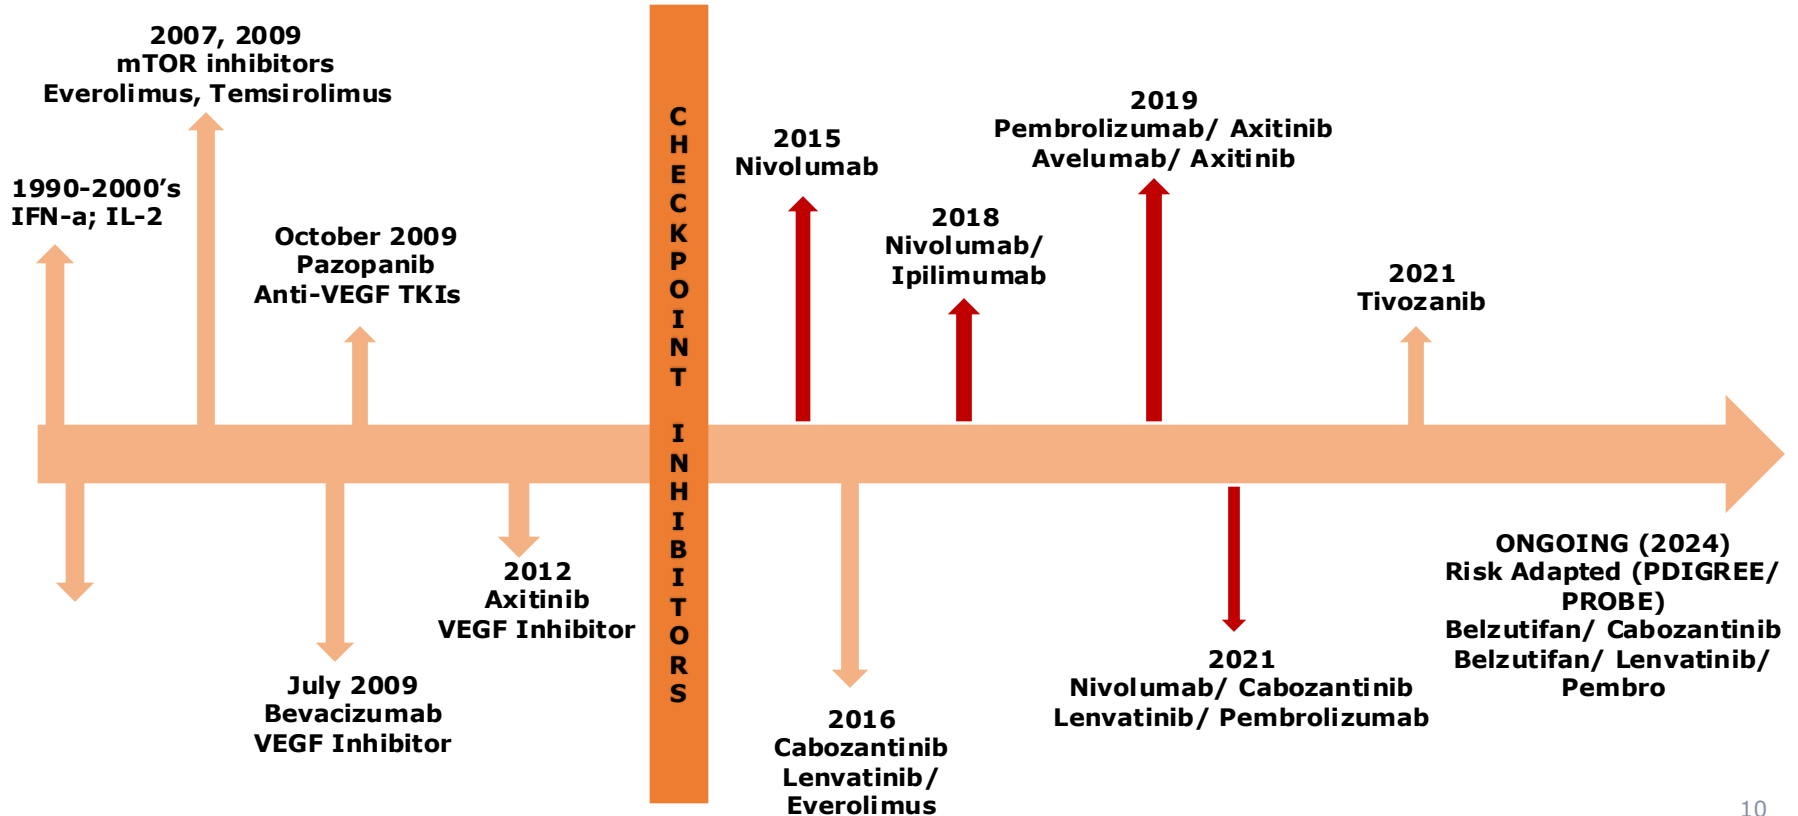 2007, 2009
mTOR inhibitors
Everolimus, Temsirolimus
1990-2000’s
IFN-a; IL-2
October 2009
Pazopanib
Anti-VEGF TKIs
July 2009
Bevacizumab
VEGF Inhibitor
2012
Axitinib
VEGF Inhibitor
CHECKPOINT INHIBITORS
2015
Nivolumab
2018
Nivolumab/
Ipilimumab
2019
Pembrolizumab/ Axitinib
Avelumab/ Axitinib
2021
Tivozanib
2016
Cabozantinib
Lenvatinib/
Everolimus
2021
Nivolumab/ Cabozantinib
Lenvatinib/ Pembrolizumab
ONGOING (2024)
Risk Adapted (PDIGREE/
PROBE)
Belzutifan/ Cabozantinib
Belzutifan/ Lenvatinib/
Pembro
10